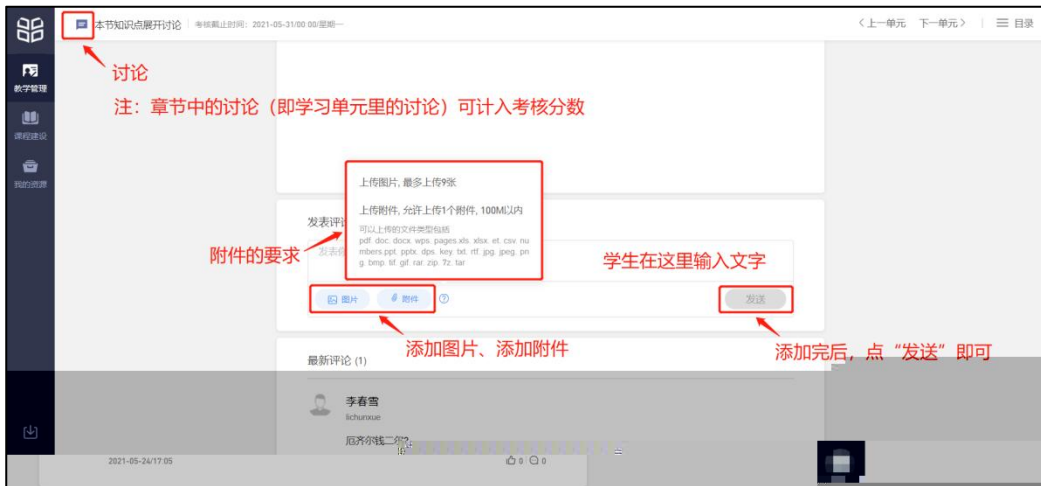 本节知识点展开讨论 考核截止时间：2021-05-31/00:00/星期一
<上一单元 下一单元> 目录
教学管理
课程建设
我的资源
讨论
注：章节中的讨论（即学习单元里的讨论）可计入考核分数
上传图片, 最多上传9张
上传附件, 允许上传1个附件, 100M以内
可以上传的文件类型包括
pdf doc. docx. wps. pages.xls. xlsx. et. csv. nu
mbers.ppt. pptx. dps. key. txt. rtf. jpg. jpeg. pn
g. bmp. tif. gif. rar. zip. 7z. tar
发表评
附件的要求
学生在这里输入文字
图片 附件
发送
添加图片、添加附件
添加完后，点“发送”即可
最新评论 (1)
李春雪
lichunxue
2021-05-24/17:05
0 0